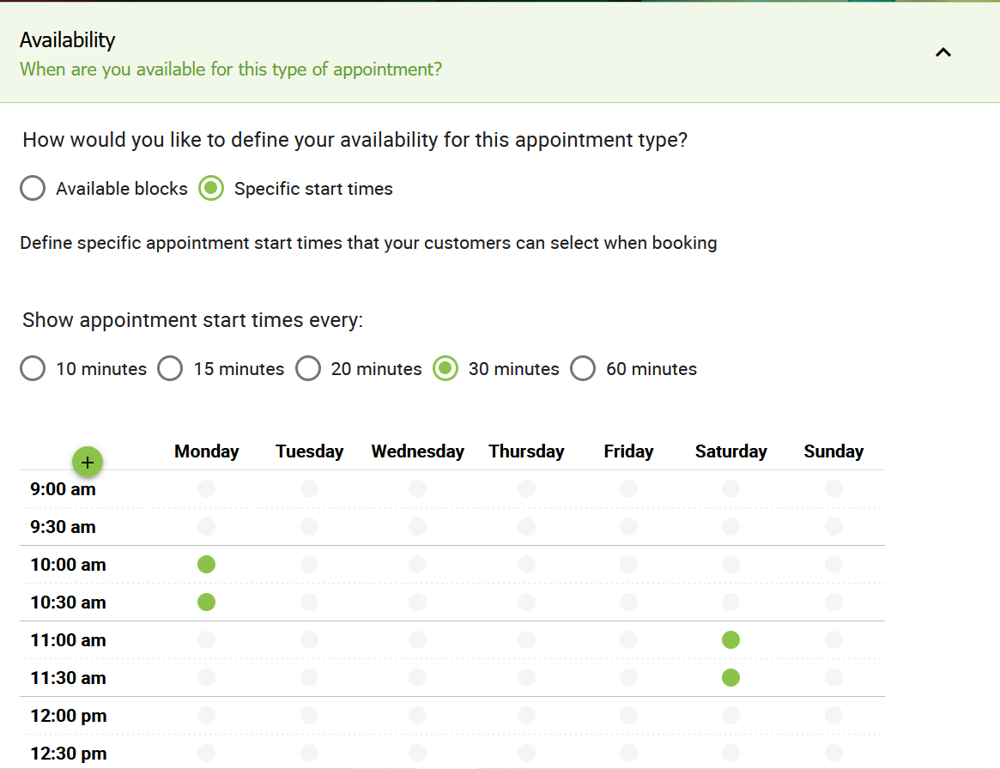 Availability
When are you available for this type of appointment?
How would you like to define your availability for this appointment type?
Available blocks Specific start times
Define specific appointment start times that your customers can select when booking
Show appointment start times every:
10 minutes 15 minutes 20 minutes 30 minutes 60 minutes
+ Monday Tuesday Wednesday Thursday Friday Saturday Sunday
9:00 am
9:30 am
10:00 am
10:30 am
11:00 am
11:30 am
12:00 pm
12:30 pm